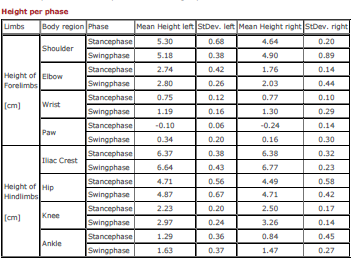 Height per phase
Limbs Body region Phase Mean Height left StDev. left Mean Height right StDev. right
Height of Forelimbs [cm] Shoulder Stancephase 5.30 0.68 4.64 0.20
Swingphase 5.18 0.38 4.90 0.89
Elbow Stancephase 2.74 0.42 1.76 0.14
Swingphase 2.80 0.26 2.03 0.44
Wrist Stancephase 0.75 0.12 0.77 0.10
Swingphase 1.19 0.16 1.30 0.29
Paw Stancephase -0.10 0.06 -0.24 0.14
Swingphase 0.34 0.20 0.16 0.30
Height of Hindlimbs [cm] Iliac Crest Stancephase 6.37 0.38 6.38 0.32
Swingphase 6.64 0.43 6.77 0.23
Hip Stancephase 4.71 0.56 4.49 0.58
Swingphase 4.87 0.67 4.71 0.42
Knee Stancephase 2.23 0.20 2.50 0.17
Swingphase 2.97 0.24 3.26 0.14
Ankle Stancephase 1.29 0.36 0.84 0.45
Swingphase 1.63 0.37 1.47 0.27